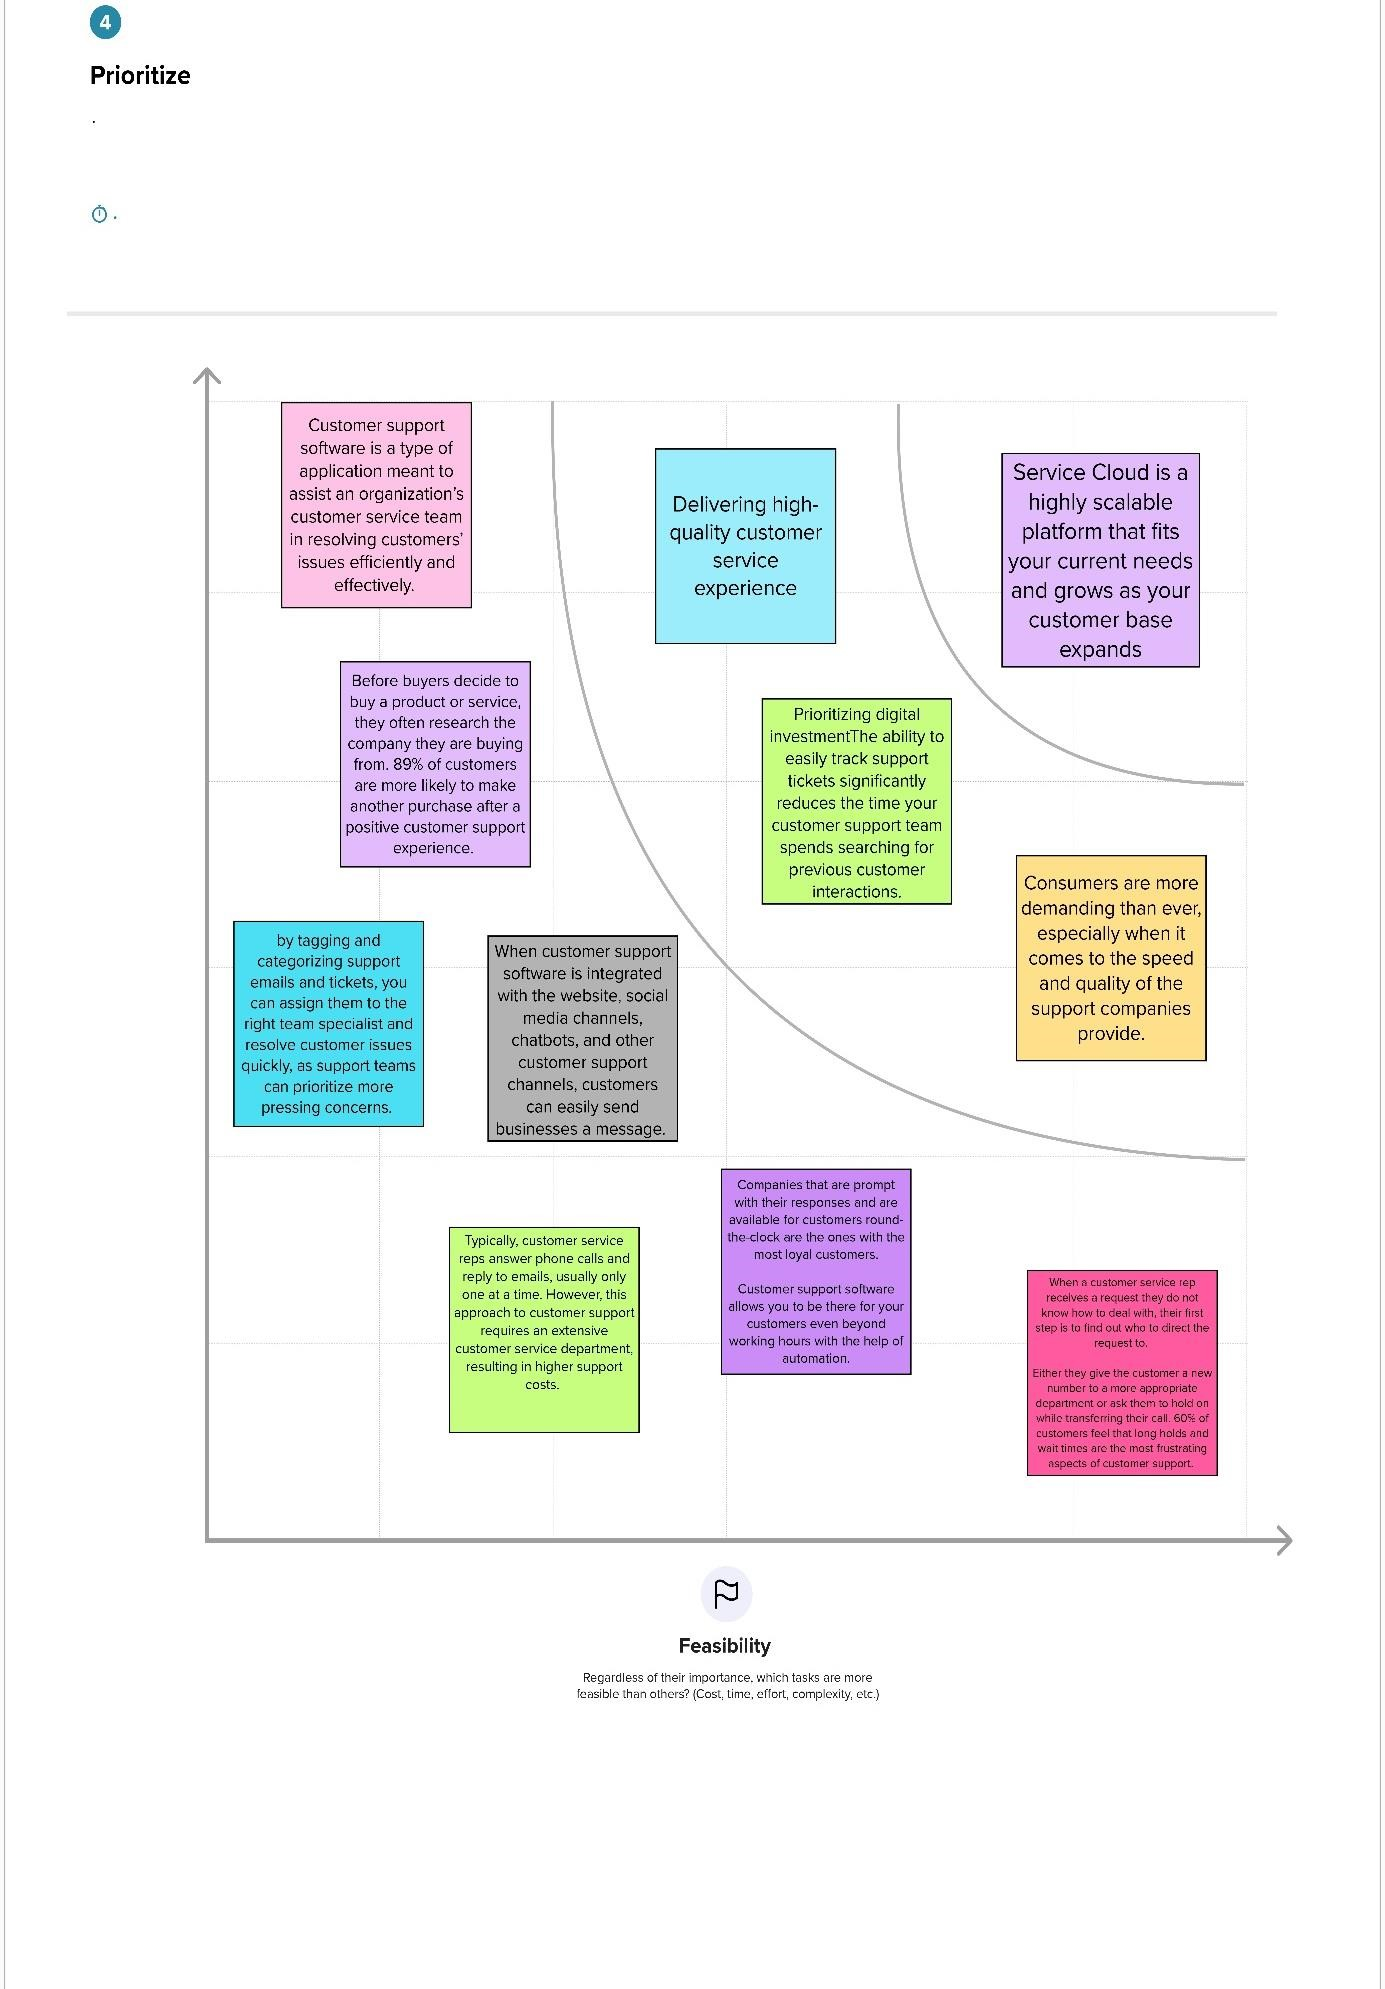 4
Prioritize
.
.
Customer support
software is a type of
application meant to
assist an organization's
customer service team
in resolving customers'
issues efficiently and
effectively.
Delivering high-
quality customer
service
experience
Service Cloud is a
highly scalable
platform that fits
your current needs
and grows as your
customer base
expands
Before buyers decide to
buy a product or service,
they often research the
company they are buying
from. 89% of customers
are more likely to make
another purchase after a
positive customer support
experience.
Prioritizing digital
investmentThe ability to
easily track support
tickets significantly
reduces the time your
customer support team
spends searching for
previous customer
interactions.
Consumers are more
demanding than ever,
especially when it
comes to the speed
and quality of the
support companies
provide.
by tagging and
categorizing support
emails and tickets, you
can assign them to the
right team specialist and
resolve customer issues
quickly, as support teams
can prioritize more
pressing concerns.
When customer support
software is integrated
with the website, social
media channels,
chatbots, and other
customer support
channels, customers
can easily send
businesses a message.
Companies that are prompt
with their responses and are
available for customers round-
the-clock are the ones with the
most loyal customers.
Customer support software
allows you to be there for your
customers even beyond
working hours with the help of
automation.
Typically, customer service
reps answer phone calls and
reply to emails, usually only
one at a time. However, this
approach to customer support
requires an extensive
customer service department,
resulting in higher support
costs.
When a customer service rep
receives a request they do not
know how to deal with, their first
step is to find out who to direct the
request to.
Either they give the customer a new
number to a more appropriate
department or ask them to hold on
while transferring their call. 60% of
customers feel that long holds and
wait times are the most frustrating
aspects of customer support.
Feasibility
Regardless of their importance, which tasks are more
feasible than others? (Cost, time, effort, complexity, etc.)